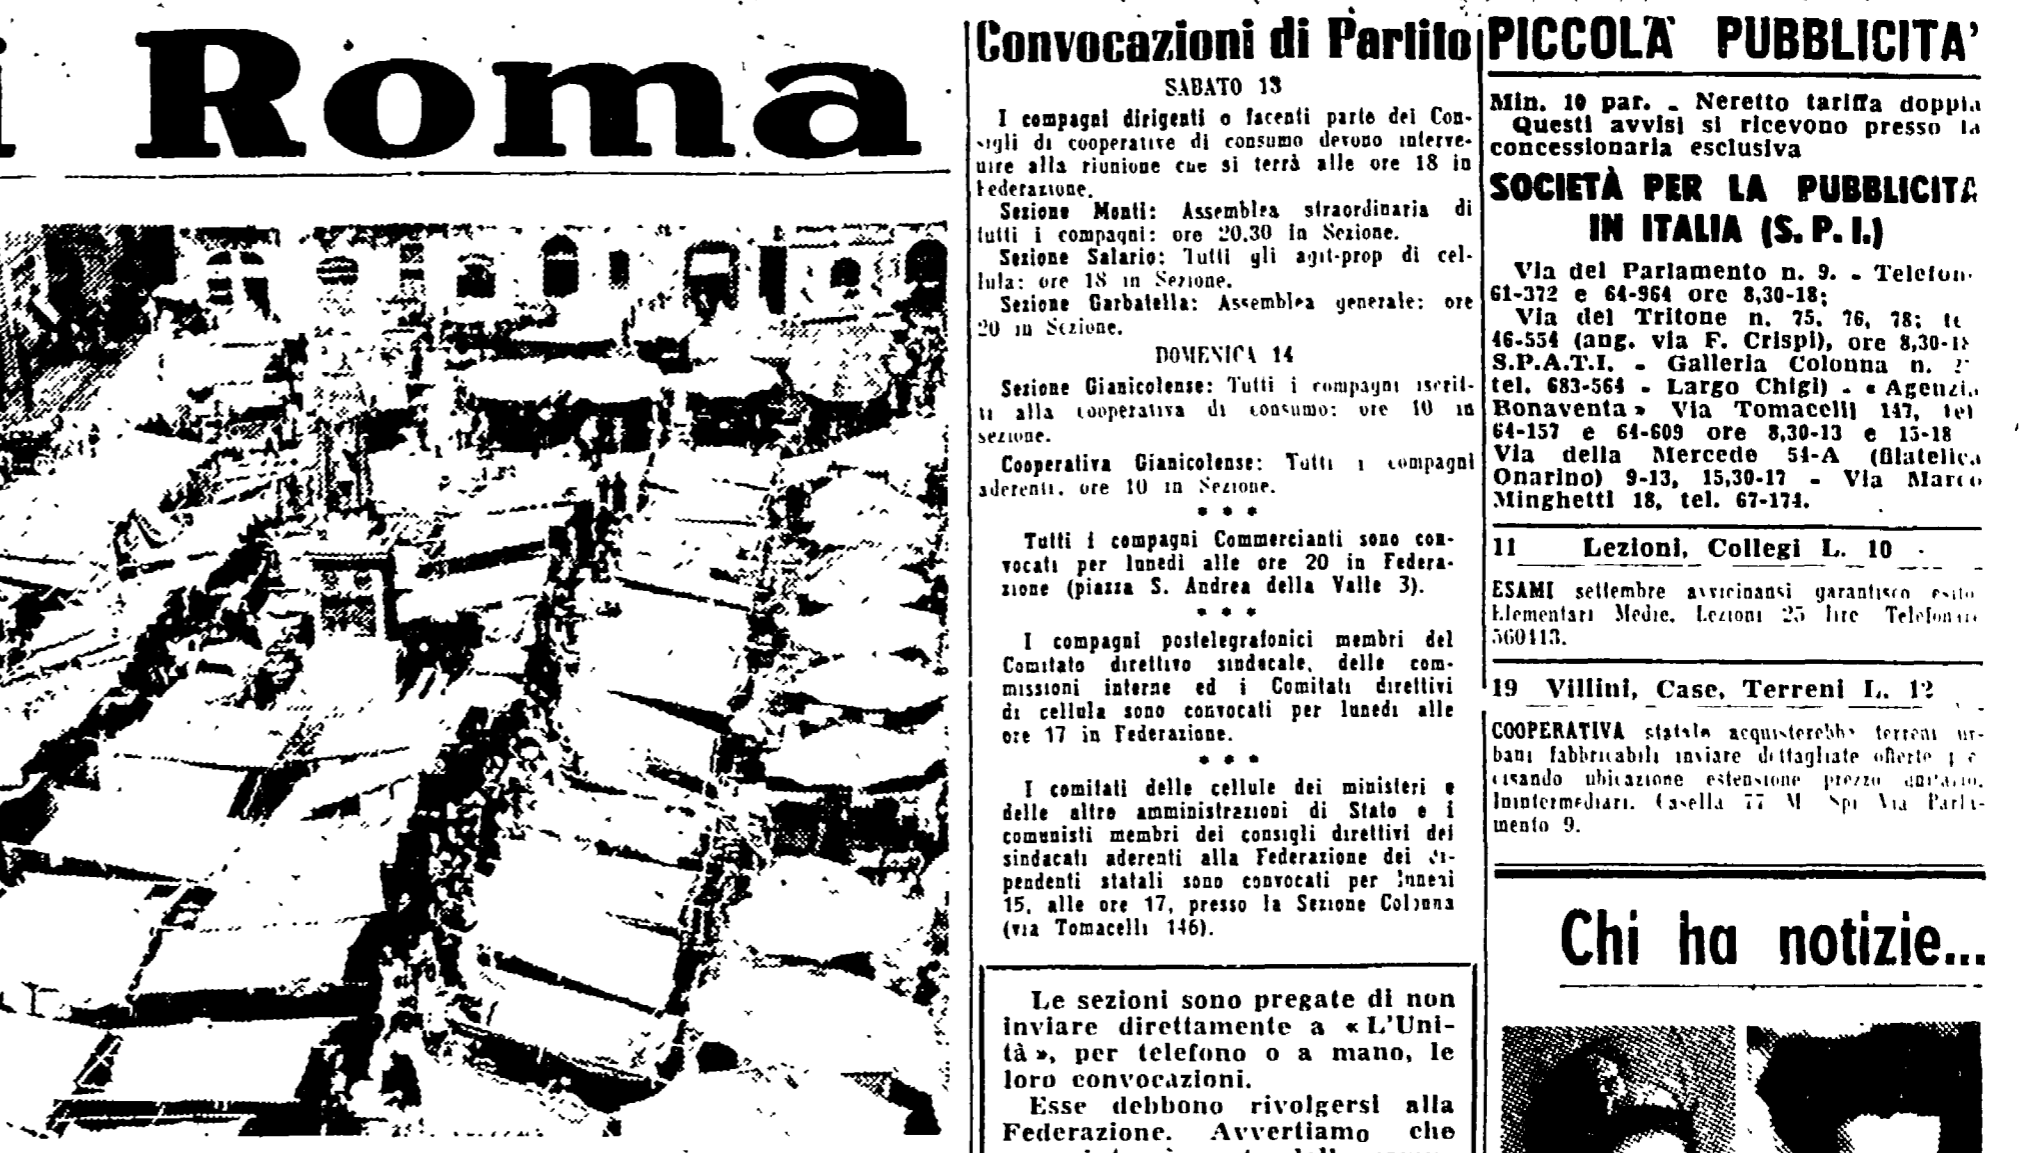 i Roma
Convocazioni di Partito
SABATO 13
I compagni dirigenti o facenti parte dei Con-
sigli di cooperative di consumo devono interve-
nire alla riunione che si terrà alle ore 18 in
Federazione.
Sezione Monti: Assemblea straordinaria di
tutti i compagni: ore 20.30 in Sezione.
Sezione Salario: Tutti gli agit-prop di cel-
lula: ore 18 in Sezione.
Sezione Garbatella: Assemblea generale: ore
20 in Sezione.
DOMENICA 14
Sezione Gianicolense: Tutti i compagni iscrit-
ti alla cooperativa di consumo: ore 10 in
sezione.
Cooperativa Gianicolense: Tutti i compagni
aderenti. ore 10 in Sezione.
* * *
Tutti i compagni Commercianti sono con-
vocati per lunedì alle ore 20 in Federa-
zione (piazza S. Andrea della Valle 3).
* * *
I compagni postelegrafonici membri del
Comitato direttivo sindacale, delle com-
missioni interne ed i Comitati direttivi
di cellula sono convocati per lunedì alle
ore 17 in Federazione.
* * *
I comitati delle cellule dei ministeri e
delle altre amministrazioni di Stato e i
comunisti membri dei consigli direttivi dei
sindacati aderenti alla Federazione dei di-
pendenti statali sono convocati per lunedì
15, alle ore 17, presso la Sezione Colonna
(via Tomacelli 146).
Le sezioni sono pregate di non
inviare direttamente a « L'Uni-
tà », per telefono o a mano, le
loro convocazioni.
Esse debbono rivolgersi alla
Federazione. Avvertiamo che
PICCOLA PUBBLICITA'
Min. 10 par. - Neretto tariffa doppia
Questi avvisi si ricevono presso la
concessionaria esclusiva
SOCIETÀ PER LA PUBBLICITÀ
IN ITALIA (S. P. I.)
Via del Parlamento n. 9. - Telefon
61-372 e 64-964 ore 8,30-18;
Via del Tritone n. 75, 76, 78; te
46-554 (ang. via F. Crispi), ore 8,30-18
S.P.A.T.I. - Galleria Colonna n.
tel. 683-564 - Largo Chigi) - « Agenzia
Bonaventa » Via Tomacelli 147, tel
64-157 e 64-609 ore 8,30-13 e 15-18
Via della Mercede 54-A (filatelica
Onarino) 9-13, 15,30-17 - Via Marco
Minghetti 18, tel. 67-174.
11 Lezioni, Collegi L. 10
ESAMI settembre avvicinansi garantisco esito
Elementari Medie. Lezioni 25 lire Telefonare
560413.
19 Villini, Case, Terreni L. 12
COOPERATIVA statale acquisterebbe terreni ur-
bani fabbricabili inviare dettagliate offerte pre-
cisando ubicazione estensione prezzo unitario.
Inintermediari. Casella 77 M Spi Via Parla-
mento 9.
Chi ha notizie...